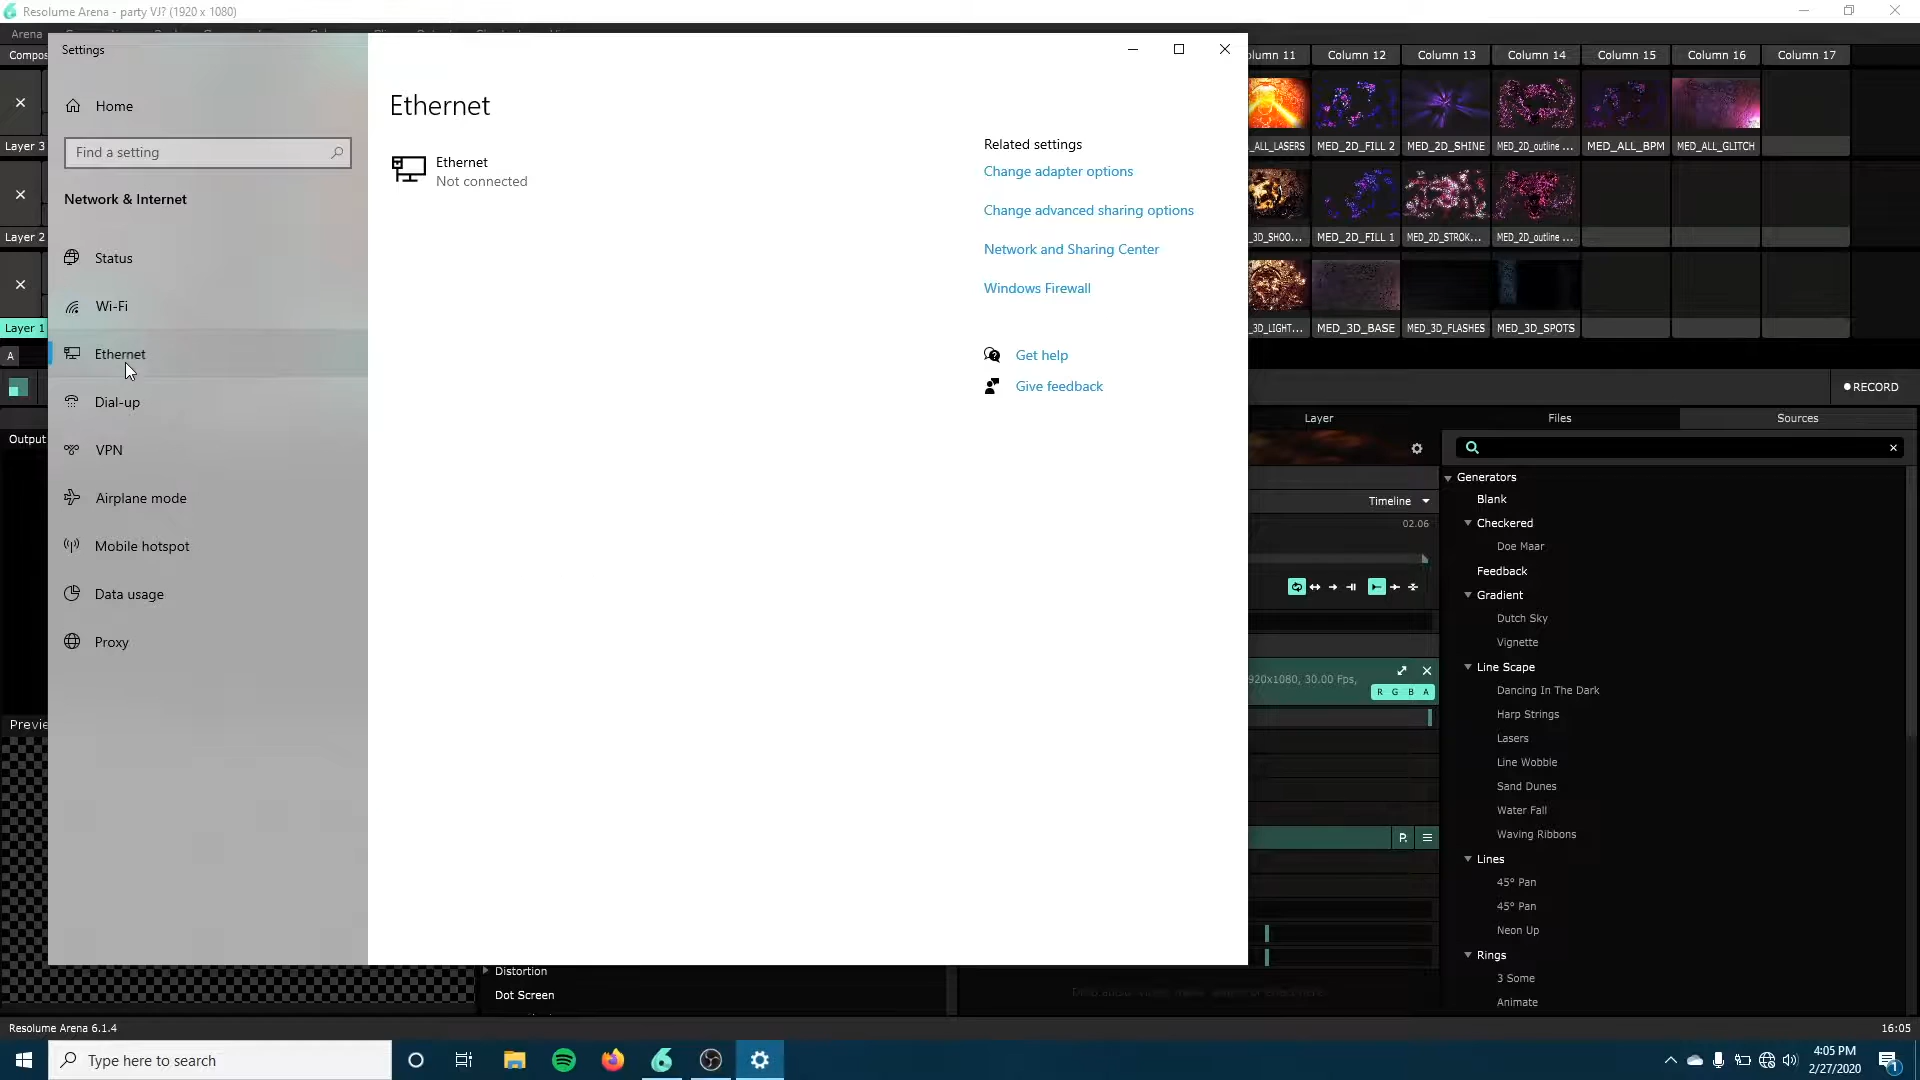 Resolume Arena - party VJ? (1920 x 1080)
Arena
Settings
Compos
Column 12
Column 13
Column 14
Column 15
Column 16
Column 17
Home
Ethernet
Find a setting
Ethernet
Not connected
Related settings
Change adapter options
Change advanced sharing options
Network and Sharing Center
Windows Firewall
Get help
Give feedback
Network & Internet
Status
Wi-Fi
Ethernet
Dial-up
VPN
Airplane mode
Mobile hotspot
Data usage
Proxy
Layer 3
_ALL_LASERS
MED_2D_FILL 2
MED_2D_SHINE
MED_2D_outline ...
MED_ALL_BPM
MED_ALL_GLITCH
Layer 2
_3D_SHOO...
MED_2D_FILL 1
MED_2D_STROK...
MED_2D_outline ...
Layer 1
_3D_LIGHT...
MED_3D_BASE
MED_3D_FLASHES
MED_3D_SPOTS
A
RECORD
Output
Layer
Files
Sources
Timeline
02.06
920x1080, 30.00 Fps,
R G B A
Previe
P.
Generators
Blank
Checkered
Doe Maar
Feedback
Gradient
Dutch Sky
Vignette
Line Scape
Dancing In The Dark
Harp Strings
Lasers
Line Wobble
Sand Dunes
Water Fall
Waving Ribbons
Lines
45º Pan
45º Pan
Neon Up
Rings
3 Some
Animate
Distortion
Dot Screen
Resolume Arena 6.1.4
16:05
Type here to search
4:05 PM
2/27/2020
1